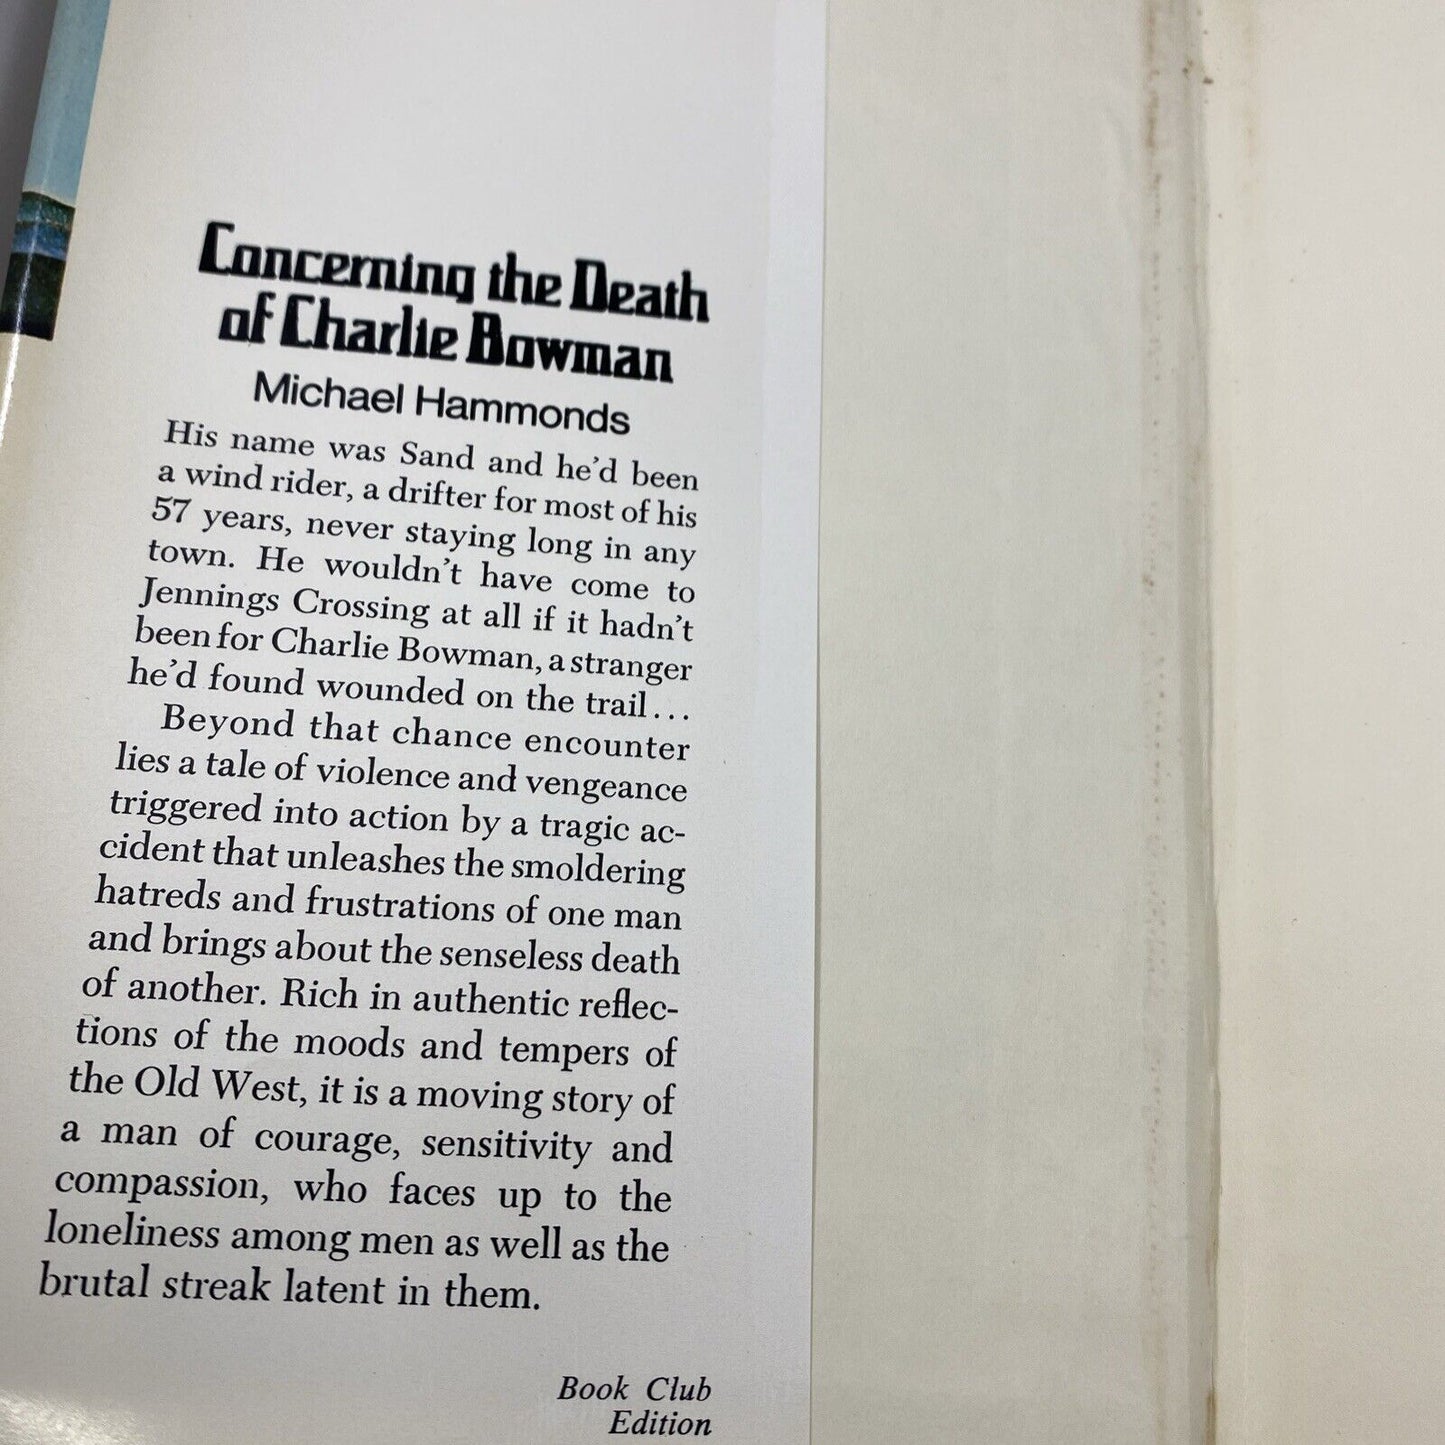 Concerning the Death
of Charlie Bowman
Michael Hammonds
His name was Sand and he'd been
a wind rider, a drifter for most of his
57 years, never staying long in any
town. He wouldn't have come to
Jennings Crossing at all if it hadn't
been for Charlie Bowman, a stranger
he'd found wounded on the trail...
Beyond that chance encounter
lies a tale of violence and vengeance
triggered into action by a tragic ac-
cident that unleashes the smoldering
hatreds and frustrations of one man
and brings about the senseless death
of another. Rich in authentic reflec-
tions of the moods and tempers of
the Old West, it is a moving story of
a man of courage, sensitivity and
compassion, who faces up to the
loneliness among men as well as the
brutal streak latent in them.
Book Club
Edition